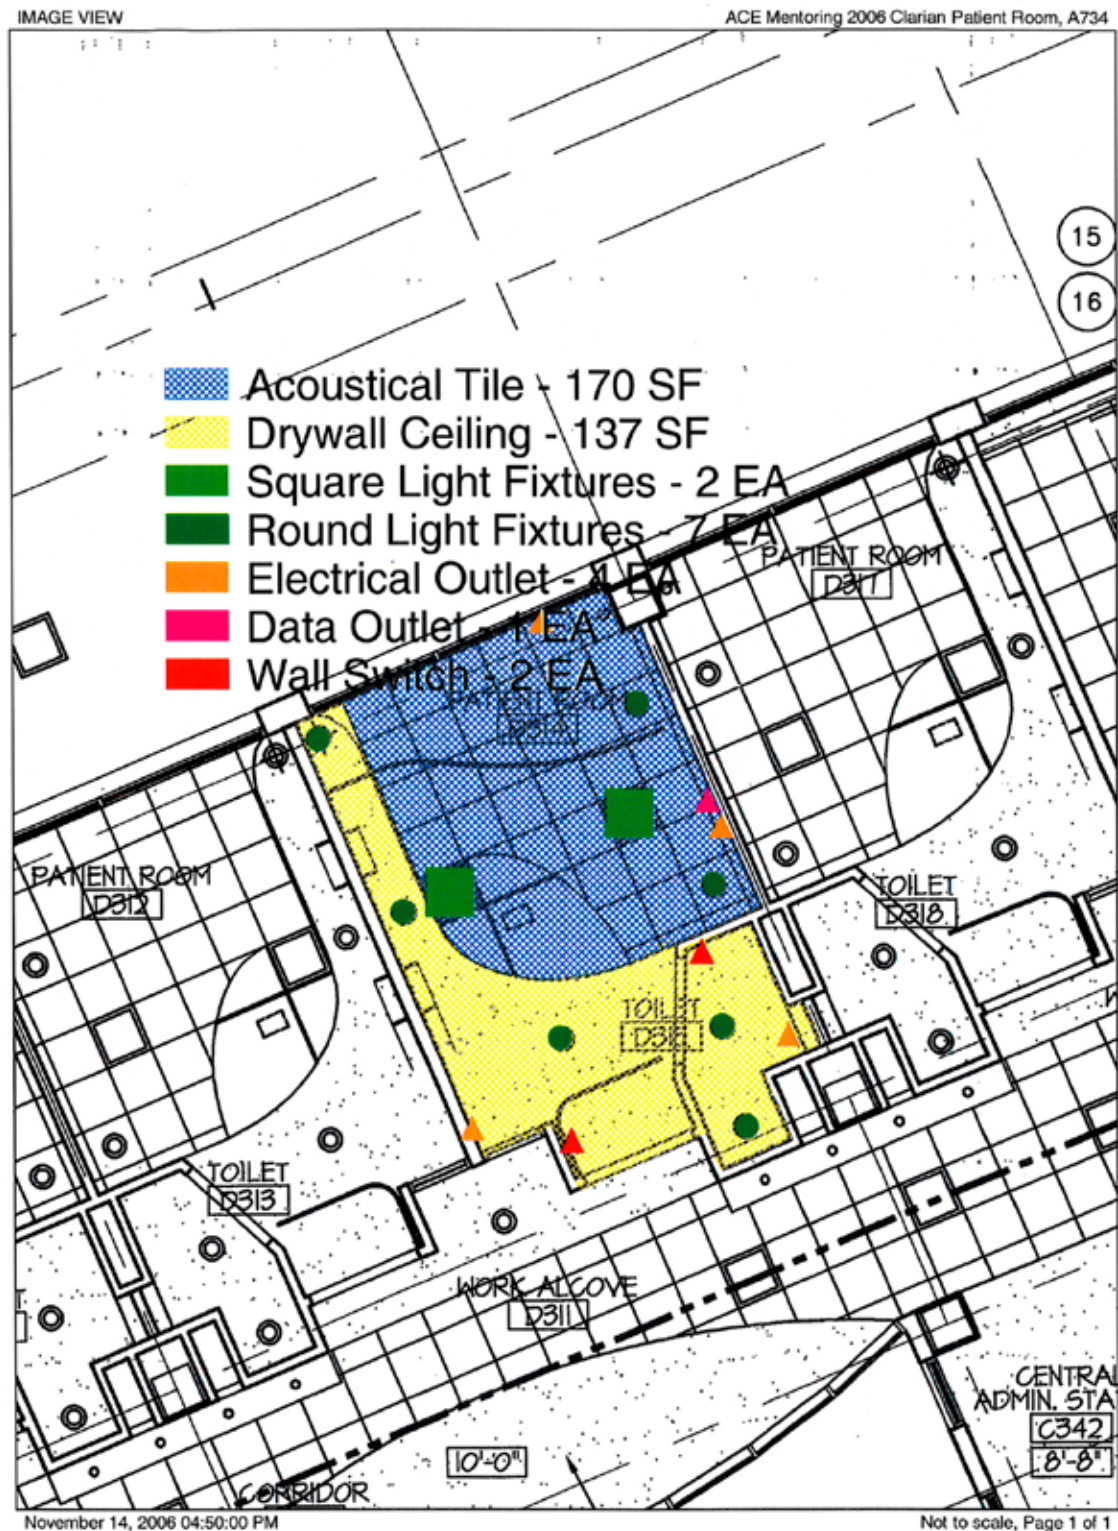 IMAGE VIEW
ACE Mentoring 2006 Clarian Patient Room, A734
15
16
Acoustical Tile - 170 SF
Drywall Ceiling - 137 SF
Square Light Fixtures - 2 EA
Round Light Fixtures - 7 EA
Electrical Outlet - 4 EA
Data Outlet - 1 EA
Wall Switch - 2 EA
PATIENT ROOM
D317
PATIENT
D314
PATIENT ROOM
D312
TOILET
D318
TOILET
TOILET
D313
WORK ALCOVE
D311
CENTRAL
ADMIN. STA
C342
8'-8"
10'-0"
CORRIDOR
November 14, 2006 04:50:00 PM
Not to scale, Page 1 of 1